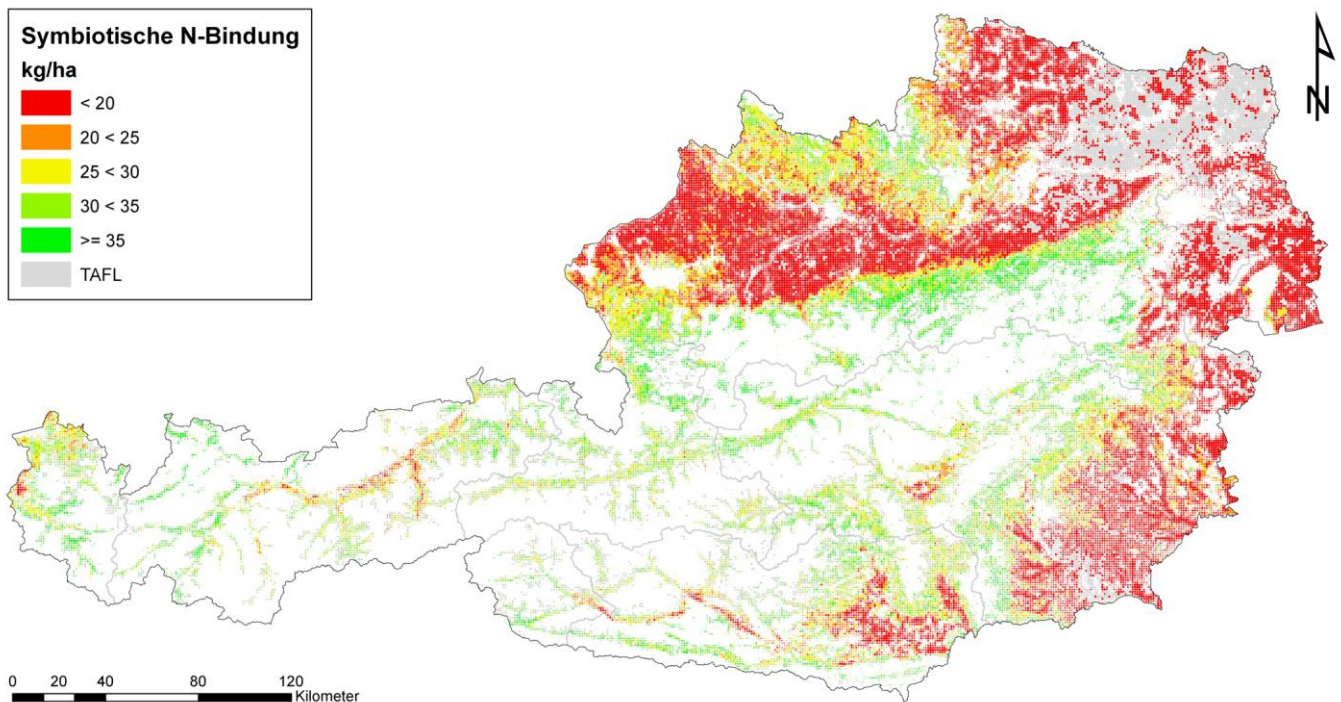 Symbiotische N-Bindung
kg/ha
< 20
20 < 25
25 < 30
30 < 35
>= 35
TAFL
N
0 20 40 80 120
Kilometer